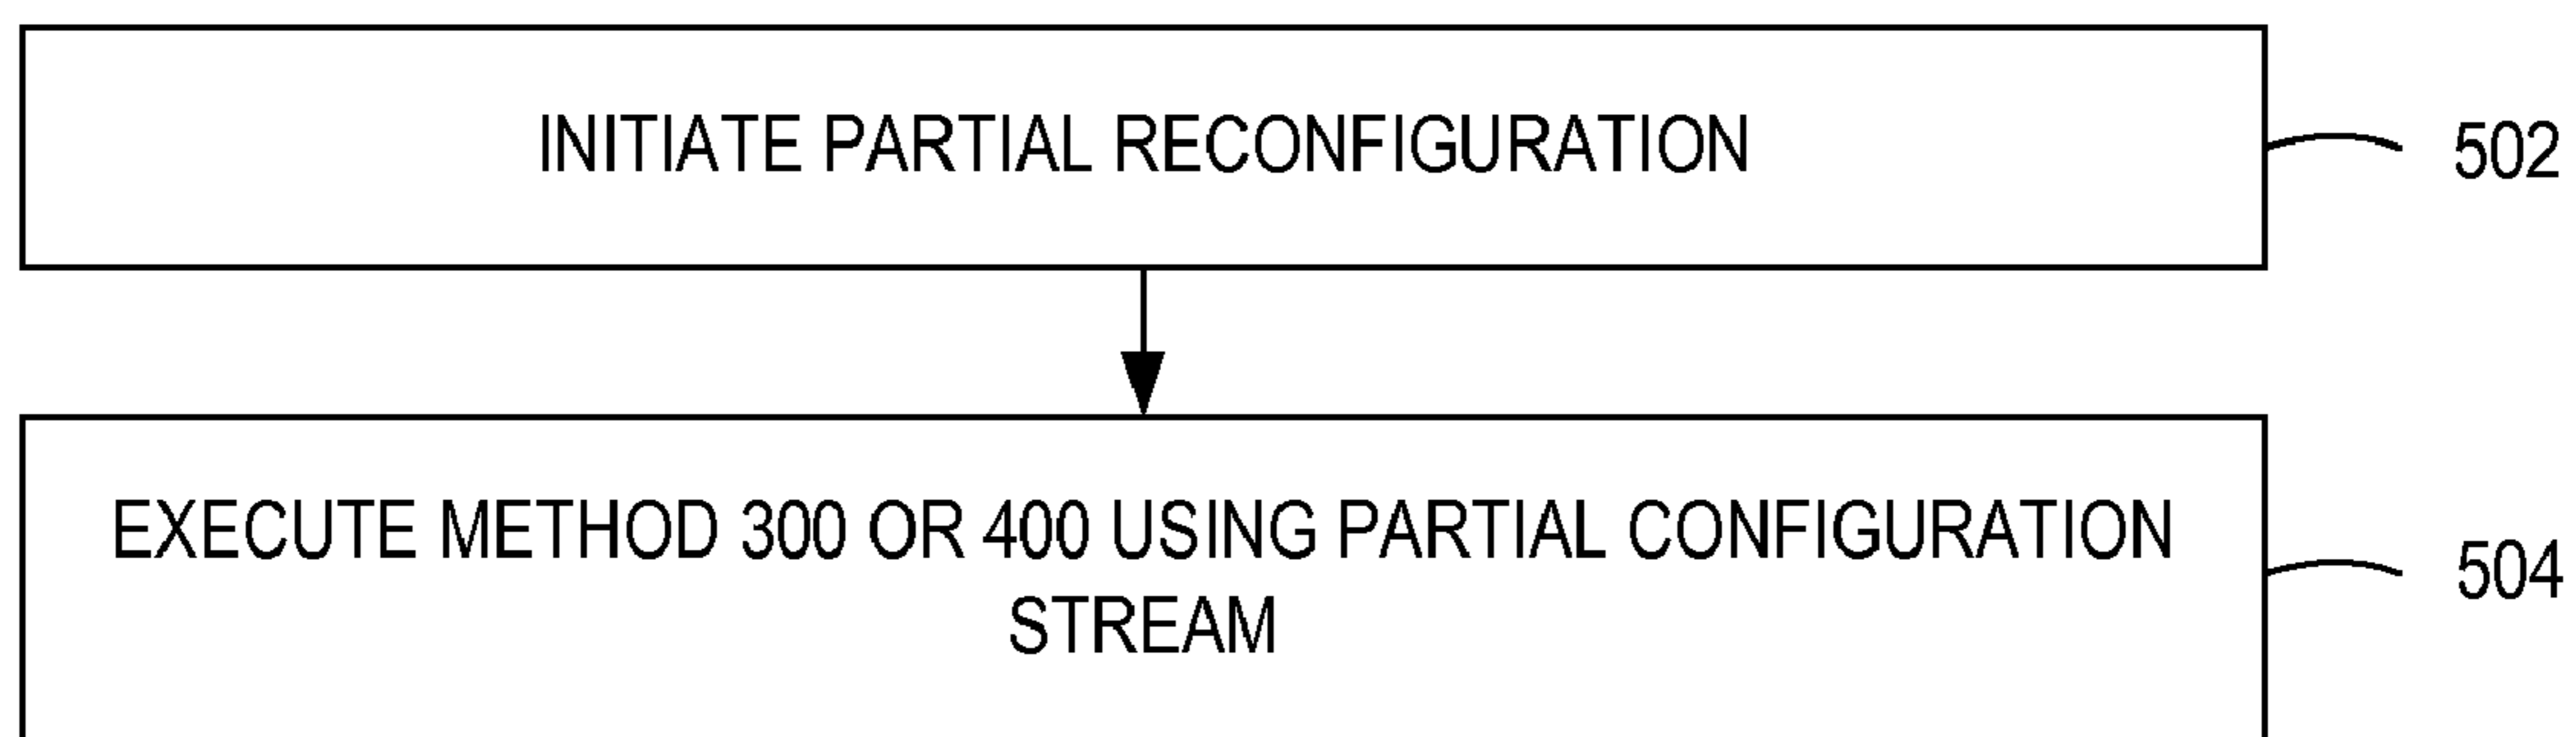 INITIATE PARTIAL RECONFIGURATION
502
EXECUTE METHOD 300 OR 400 USING PARTIAL CONFIGURATION
STREAM
504